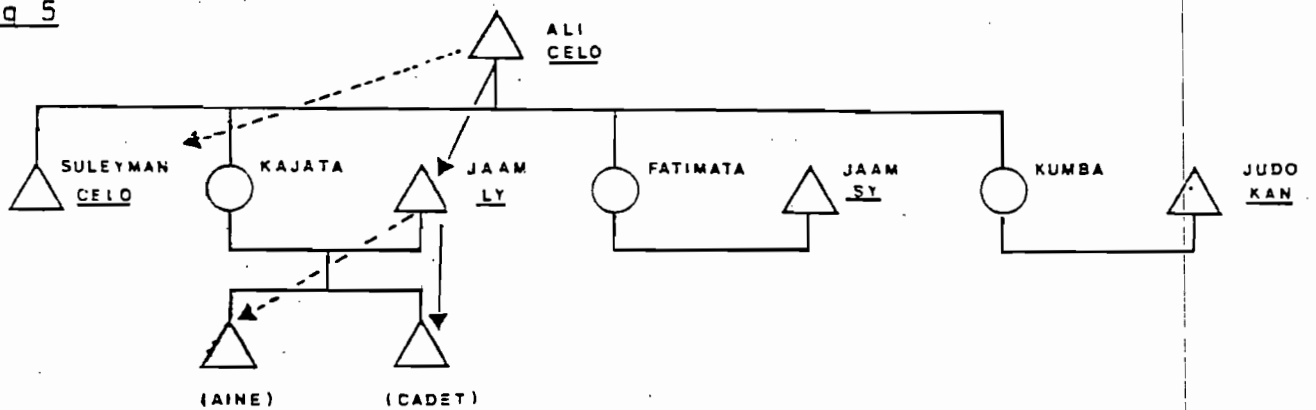 g 5
ALI
CELO
SULEYMAN
CELO
KAJATA
JAAM
LY
FATIMATA
JAAM
SY
KUMBA
JUDO
KAN
(AINE)
(CADET)